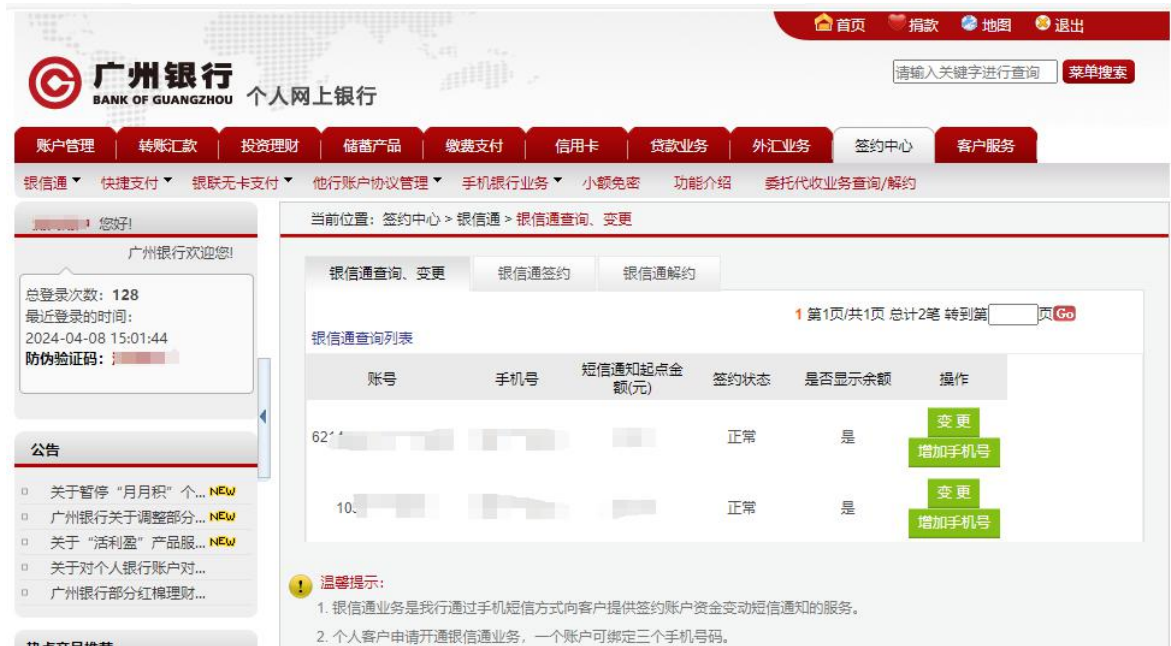 首页 捐款 地图 退出
广州银行
BANK OF GUANGZHOU
个人网上银行
请输入关键字进行查询 菜单搜索
账户管理 转账汇款 投资理财 储蓄产品 缴费支付 信用卡 贷款业务 外汇业务 签约中心 客户服务
银信通 快捷支付 银联无卡支付 他行账户协议管理 手机银行业务 小额免密 功能介绍 委托代收业务查询/解约
您好!
广州银行欢迎您!
总登录次数：128
最近登录的时间：
2024-04-08 15:01:44
防伪验证码：
公告
关于暂停“月月积”个... NEW
广州银行关于调整部分... NEW
关于“活利盈”产品服... NEW
关于对个人银行账户对...
广州银行部分红棉理财...
当前位置：签约中心 > 银信通 > 银信通查询、变更
银信通查询、变更 银信通签约 银信通解约
1 第1页/共1页 总计2笔 转到第 页 Go
银信通查询列表
账号 手机号 短信通知起点金额(元) 签约状态 是否显示余额 操作
62 正常 是 变更
增加手机号
10 正常 是 变更
增加手机号
温馨提示：
1. 银信通业务是我行通过手机短信方式向客户提供签约账户资金变动短信通知的服务。
2. 个人客户申请开通银信通业务，一个账户可绑定三个手机号码。